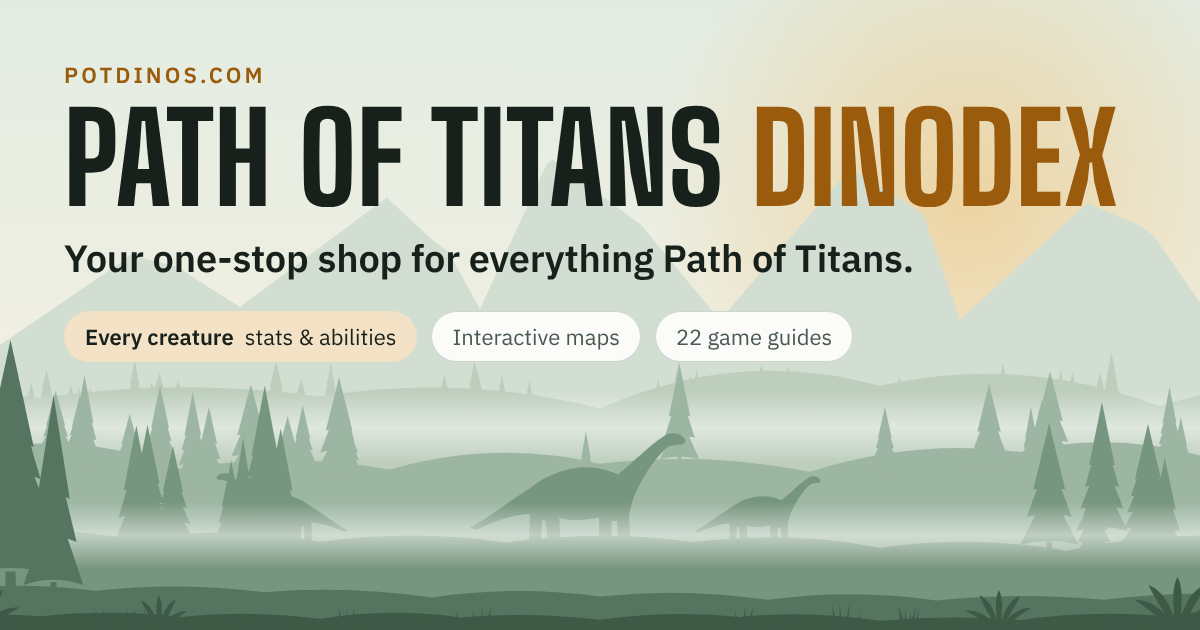 POTDINOS.COM
PATH OF TITANS DINODEX
Your one-stop shop for everything Path of Titans.
Every creature stats & abilities
Interactive maps
22 game guides